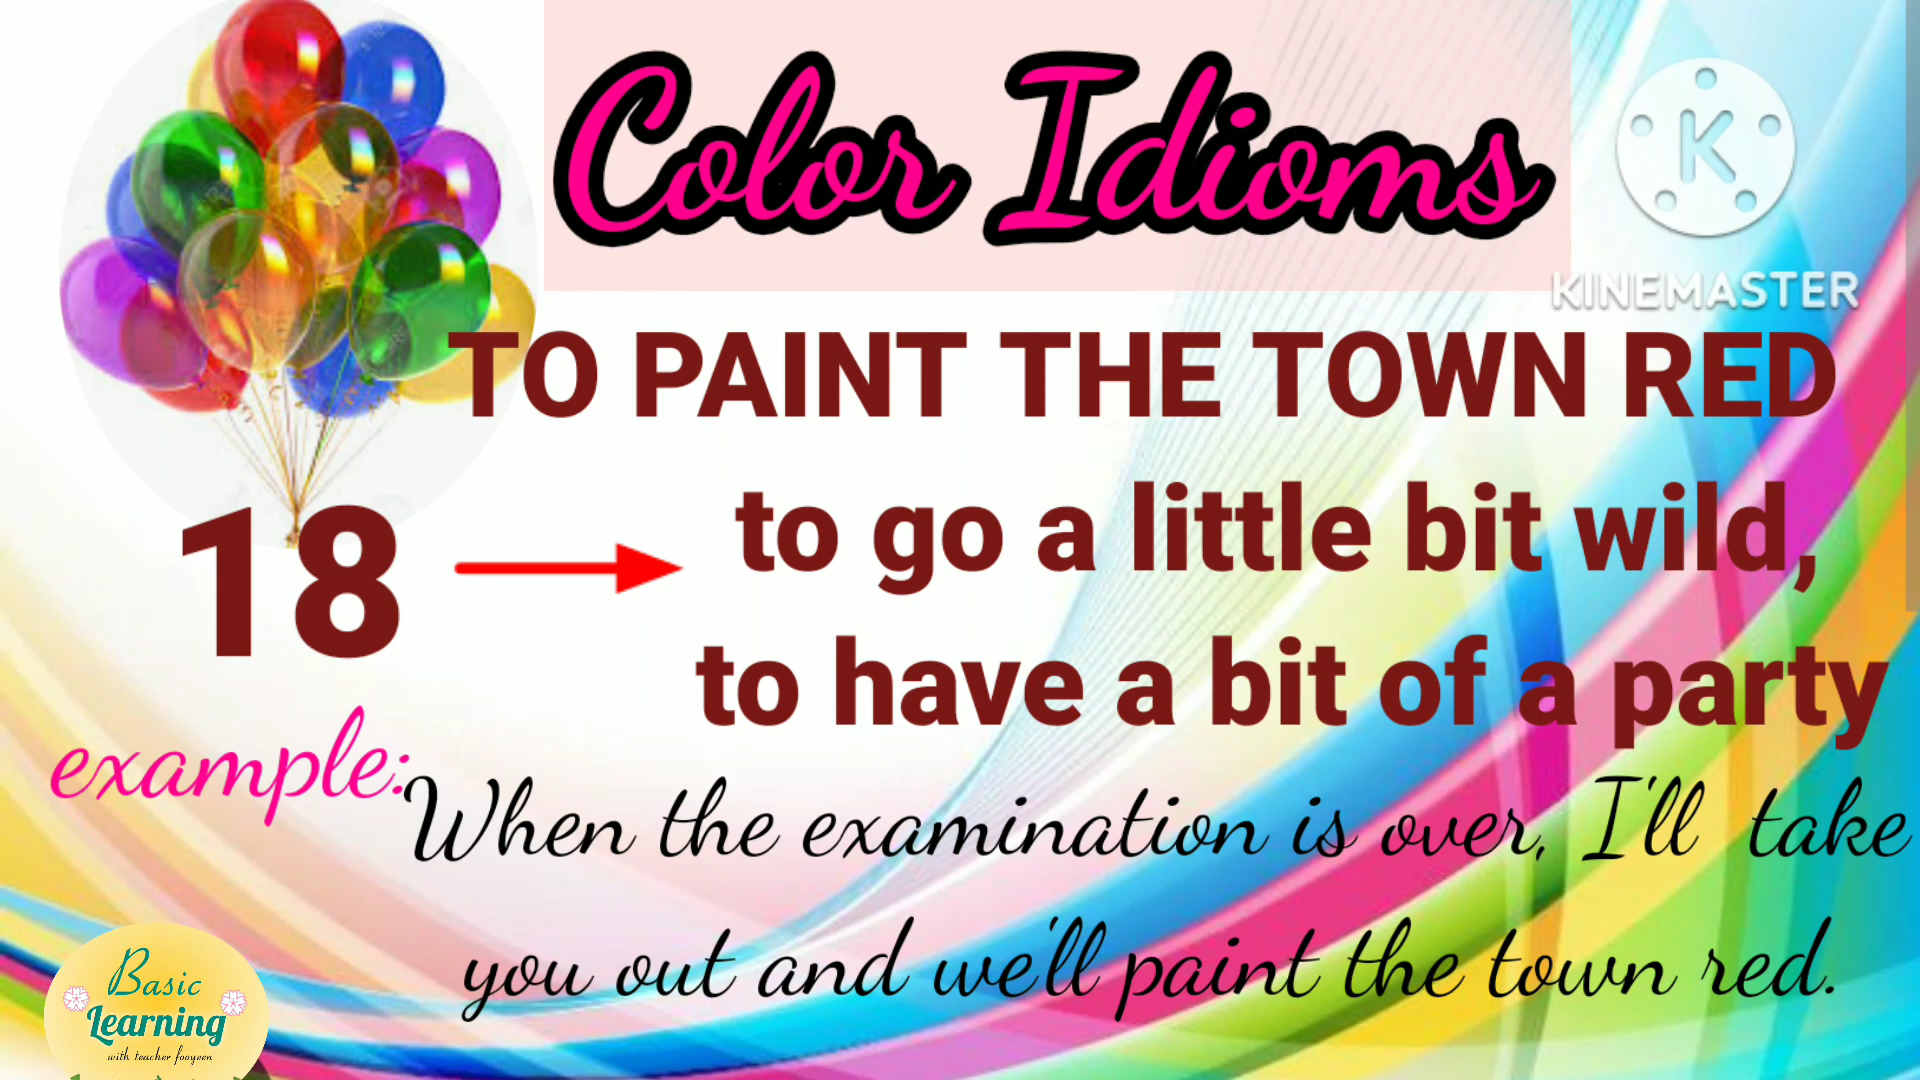 Color Idioms
K
KINEMASTER
TO PAINT THE TOWN RED
18
to go a little bit wild,
to have a bit of a party
example:
When the examination is over, I'll take
you out and we'll paint the town red.
Basic
Learning
with teacher fooyeen